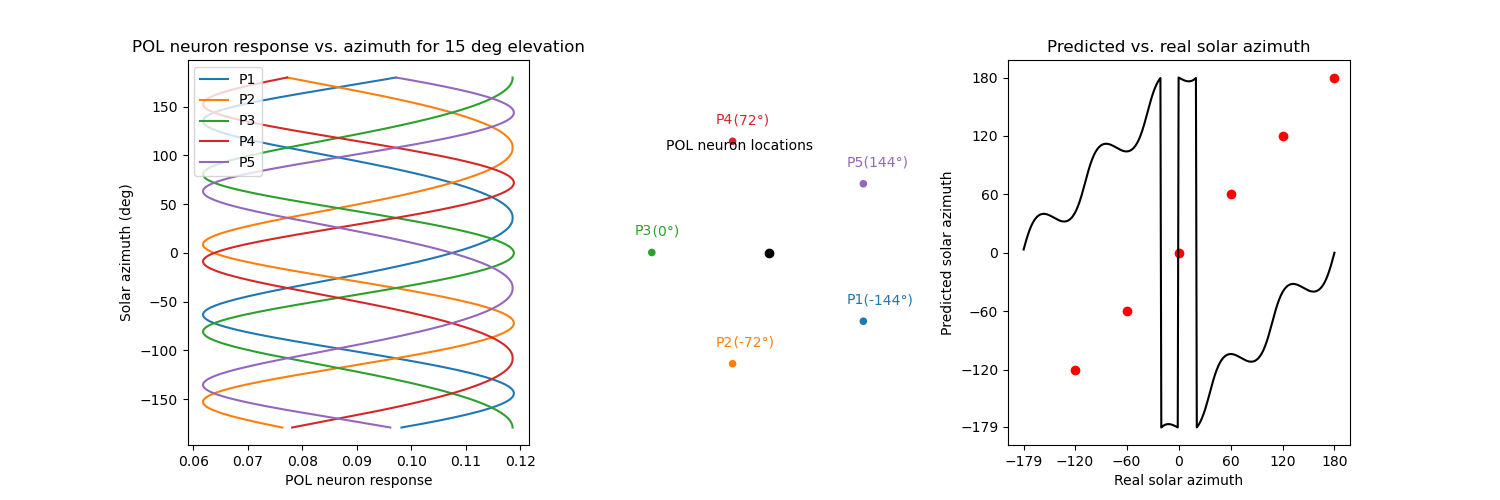 POL neuron response vs. azimuth for 15 deg elevation
P1
P2
P3
P4
P5
150
100
50
0
−50
−100
−150
Solar azimuth (deg)
0.06 0.07 0.08 0.09 0.10 0.11 0.12
POL neuron response
P4(72°)
POL neuron locations
P5(144°)
P3(0°)
P1(-144°)
P2(-72°)
Predicted vs. real solar azimuth
180
120
60
0
−60
−120
−179
Predicted solar azimuth
−179 −120 −60 0 60 120 180
Real solar azimuth